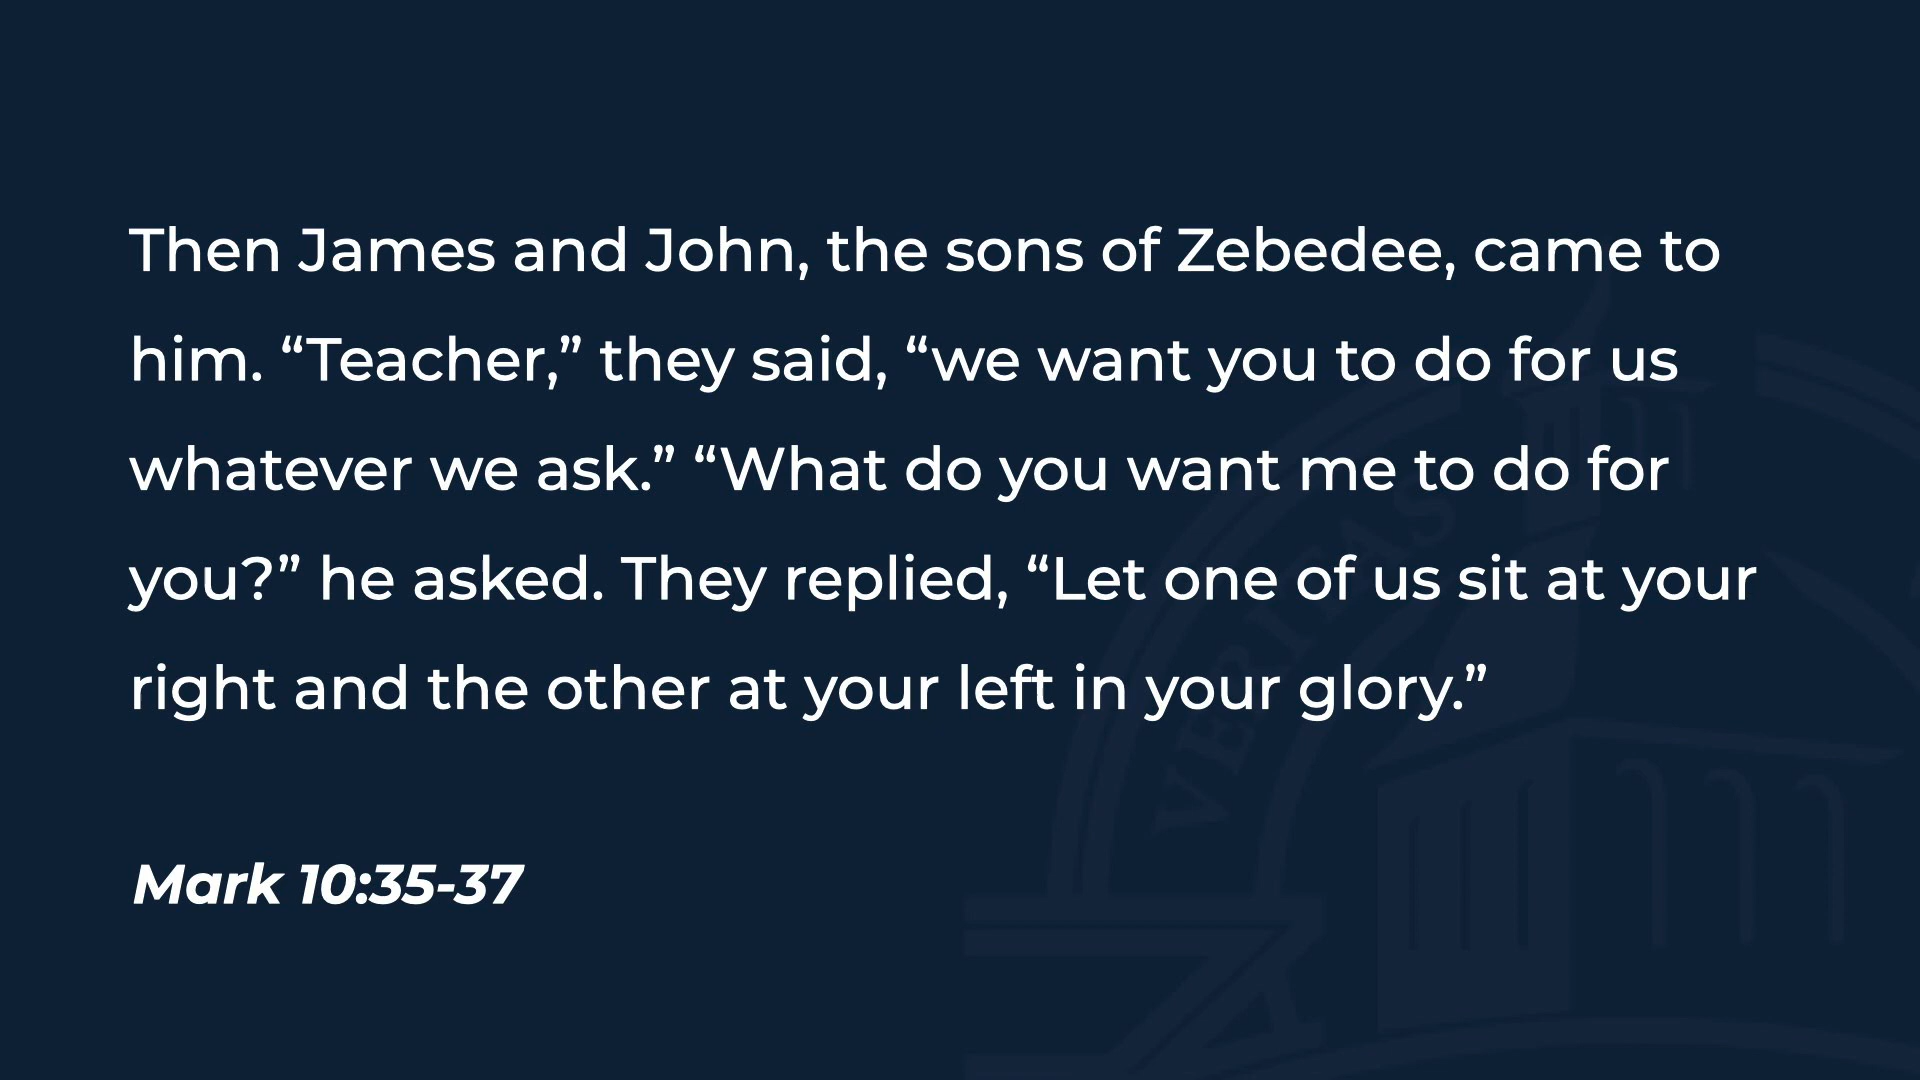 Then James and John, the sons of Zebedee, came to
him. “Teacher,” they said, “we want you to do for us
whatever we ask.” “What do you want me to do for
you?” he asked. They replied, “Let one of us sit at your
right and the other at your left in your glory.”
Mark 10:35-37
VERITAS